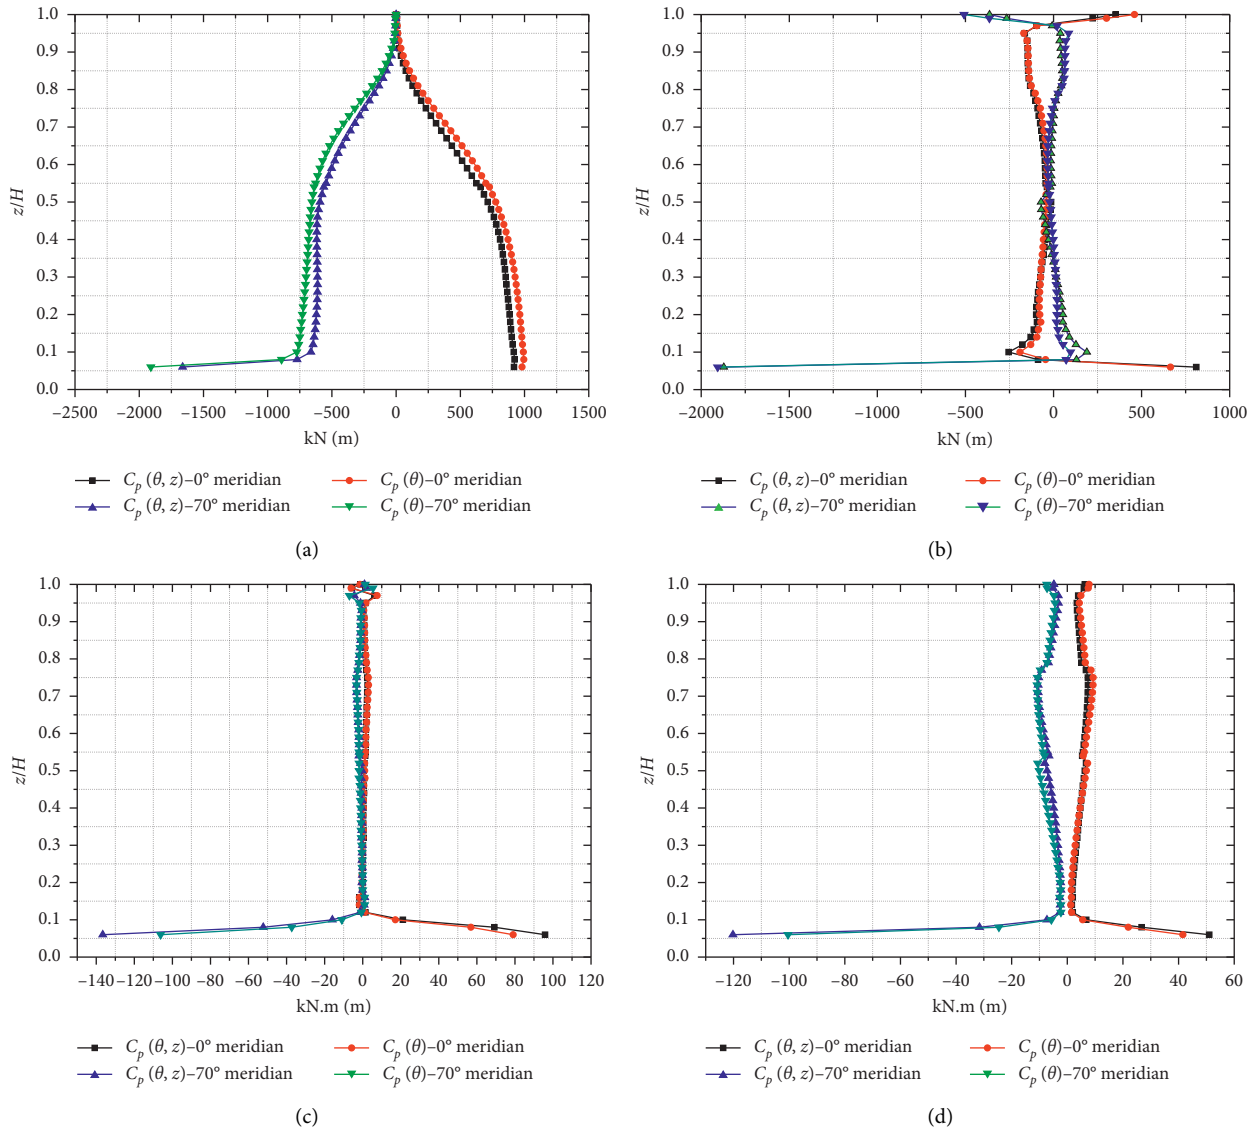 1.0
0.9
0.8
0.7
0.6
0.5
0.4
0.3
0.2
0.1
0.0
z/H
–2500 –2000 –1500 –1000 –500 0 500 1000 1500
kN (m)
Cp (θ, z)–0° meridian
Cp (θ)–0° meridian
Cp (θ, z)–70° meridian
Cp (θ)–70° meridian
(a)
1.0
0.9
0.8
0.7
0.6
0.5
0.4
0.3
0.2
0.1
0.0
z/H
–2000 –1500 –1000 –500 0 500 1000
kN (m)
Cp (θ, z)–0° meridian
Cp (θ)–0° meridian
Cp (θ, z)–70° meridian
Cp (θ)–70° meridian
(b)
1.0
0.9
0.8
0.7
0.6
0.5
0.4
0.3
0.2
0.1
0.0
z/H
–140 –120 –100 –80 –60 –40 –20 0 20 40 60 80 100 120
kN.m (m)
Cp (θ, z)–0° meridian
Cp (θ)–0° meridian
Cp (θ, z)–70° meridian
Cp (θ)–70° meridian
(c)
1.0
0.9
0.8
0.7
0.6
0.5
0.4
0.3
0.2
0.1
0.0
z/H
–120 –100 –80 –60 –40 –20 0 20 40 60
kN.m (m)
Cp (θ, z)–0° meridian
Cp (θ)–0° meridian
Cp (θ, z)–70° meridian
Cp (θ)–70° meridian
(d)